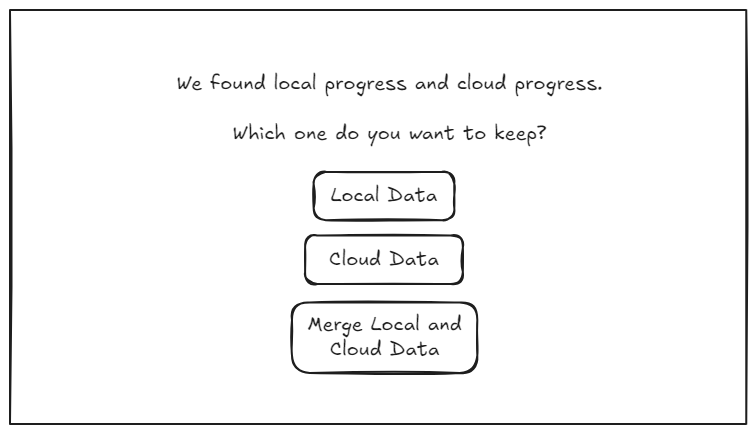 We found local progress and cloud progress.
Which one do you want to keep?
Local Data
Cloud Data
Merge Local and
Cloud Data